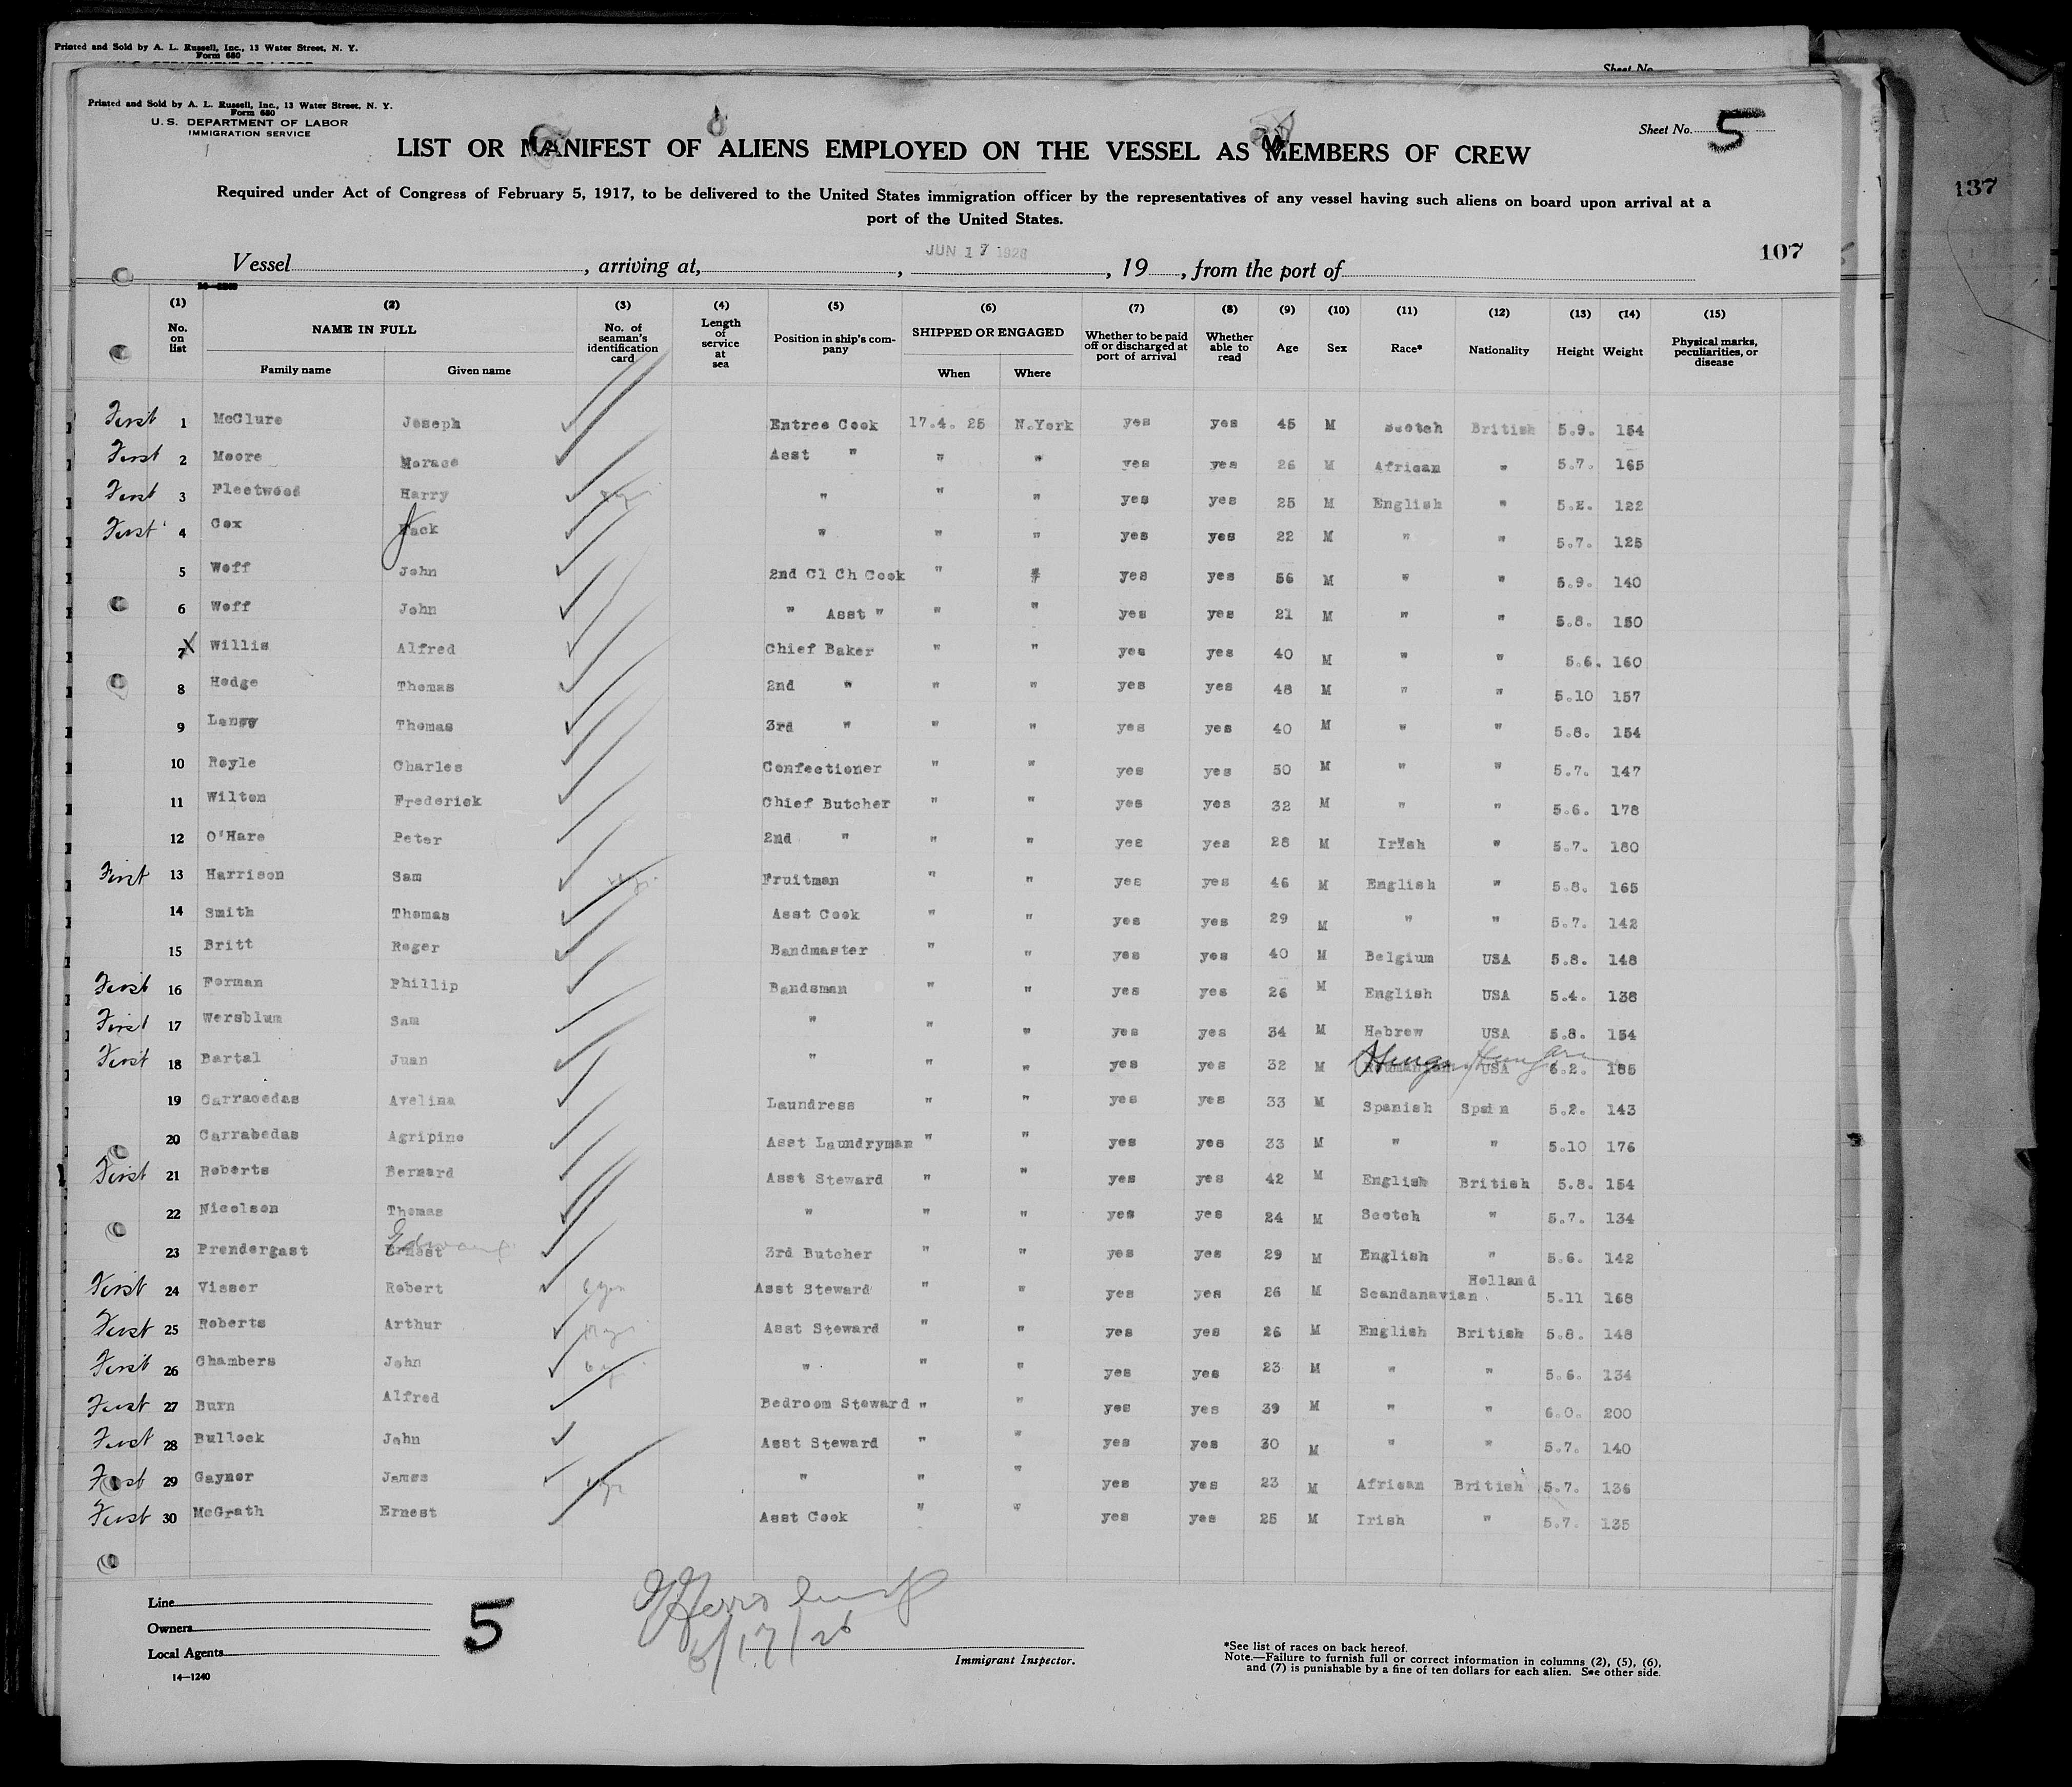 Printed and Sold by A. L. Russell, Inc., 13 Water Street, N. Y.
Form 680
Sheet No.
137
Printed and Sold by A. L. Russell, Inc., 13 Water Street, N. Y.
Form 680
U. S. DEPARTMENT OF LABOR
IMMIGRATION SERVICE
Sheet No. 5
LIST OR MANIFEST OF ALIENS EMPLOYED ON THE VESSEL AS MEMBERS OF CREW
Required under Act of Congress of February 5, 1917, to be delivered to the United States immigration officer by the representatives of any vessel having such aliens on board upon arrival at a
port of the United States.
JUN 17 1926
107
Vessel, arriving at, , , 19 , from the port of
(1) (2) (3) (4) (5) (6) (7) (8) (9) (10) (11) (12) (13) (14) (15)
No. on list NAME IN FULL No. of seaman's identification card Length of service at sea Position in ship's company SHIPPED OR ENGAGED Whether to be paid off or discharged at port of arrival Whether able to read Age Sex Race* Nationality Height Weight Physical marks, peculiarities, or disease
Family name Given name When Where
First 1 McClure Joseph Entree Cook 17.4. 25 N.York yes yes 45 M Scotch British 5.9. 154
First 2 Moore Horace Asst " " " yes yes 26 M African " 5.7. 165
First 3 Fleetwood Harry " " " yes yes 25 M English " 5.2. 122
First 4 Cox Jack " " " yes yes 22 M " " 5.7. 125
5 Woff John 2nd Cl Ch Cook " " yes yes 56 M " " 5.9. 140
6 Woff John " Asst " " " yes yes 21 M " " 5.8. 150
7 X Willis Alfred Chief Baker " " yes yes 40 M " " 5.6. 160
8 Hodge Thomas 2nd " " " yes yes 48 M " " 5.10 157
9 Thomas 3rd " " " yes yes 40 M " " 5.8. 154
10 Royle Charles Confectioner " " yes yes 50 M " " 5.7. 147
11 Wilton Frederick Chief Butcher " " yes yes 32 M " " 5.6. 178
12 O'Hare Peter 2nd " " " yes yes 28 M Irish " 5.7. 180
First 13 Harrison Sam Fruitman " " yes yes 46 M English " 5.8. 165
14 Smith Thomas Asst Cook " " yes yes 29 M " " 5.7. 142
15 Britt Roger Bandmaster " " yes yes 40 M Belgium USA 5.8. 148
First 16 Forman Phillip Bandsman " " yes yes 26 M English USA 5.4. 138
First 17 Wersblum Sam " " " yes yes 34 M Hebrew USA 5.8. 154
First 18 Bartal Juan " " " yes yes 32 M USA 6.2. 185
19 Carracedas Avelina Laundress " " yes yes 33 M Spanish Spain 5.2. 143
20 Carrabedas Agripino Asst Laundryman " " yes yes 33 M " " 5.10 176
First 21 Roberts Bernard Asst Steward " " yes yes 42 M English British 5.8. 154
22 Nicolson Thomas " " " yes yes 24 M Scotch " 5.7. 134
23 Prendergast Ernest Edward 3rd Butcher " " yes yes 29 M English " 5.6. 142
First 24 Visser Robert Asst Steward " " yes yes 26 M Scandanavian Holland 5.11 168
First 25 Roberts Arthur Asst Steward " " yes yes 26 M English British 5.8. 148
First 26 Chambers John " " " yes yes 23 M " " 5.6. 134
First 27 Burn Alfred Bedroom Steward " " yes yes 39 M " " 6.0. 200
First 28 Bullock John Asst Steward " " yes yes 30 M " " 5.7. 140
First 29 Gaynor James " " " yes yes 23 M African British 5.7. 136
First 30 McGrath Ernest Asst Cook " " yes yes 25 M Irish " 5.7. 135
Line
Owners
Local Agents
14—1240
5
6/17/26
Immigrant Inspector.
*See list of races on back hereof.
Note.—Failure to furnish full or correct information in columns (2), (5), (6),
and (7) is punishable by a fine of ten dollars for each alien. See other side.